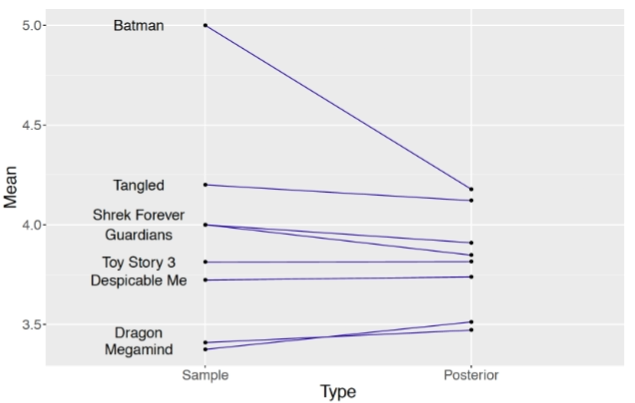 5.0
Batman
4.5
Mean
Tangled
Shrek Forever
4.0
Guardians
Toy Story 3
Despicable Me
3.5
Dragon
Megamind
Sample
Posterior
Type